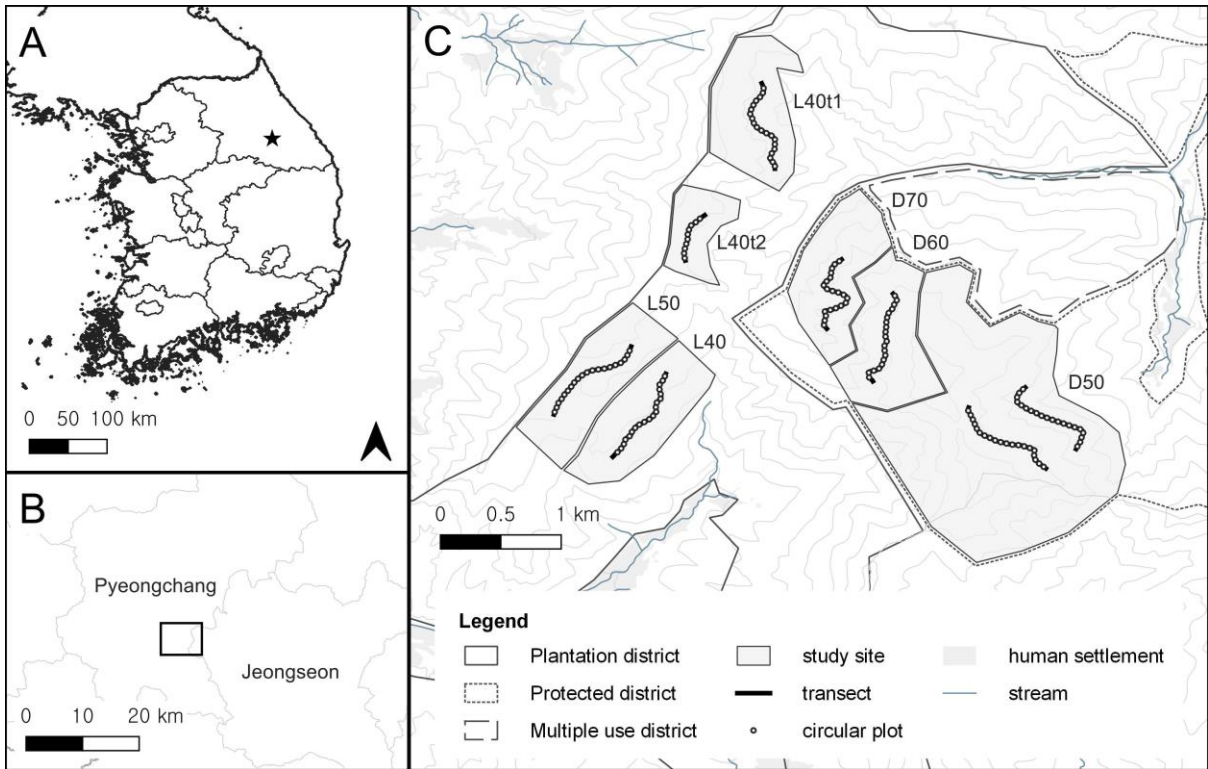 A
0 50 100 km
B
Pyeongchang
Jeongseon
0 10 20 km
C
L40t1
L40t2
D70
D60
L50
L40
D50
0 0.5 1 km
Legend
Plantation district
study site
human settlement
Protected district
transect
stream
Multiple use district
circular plot